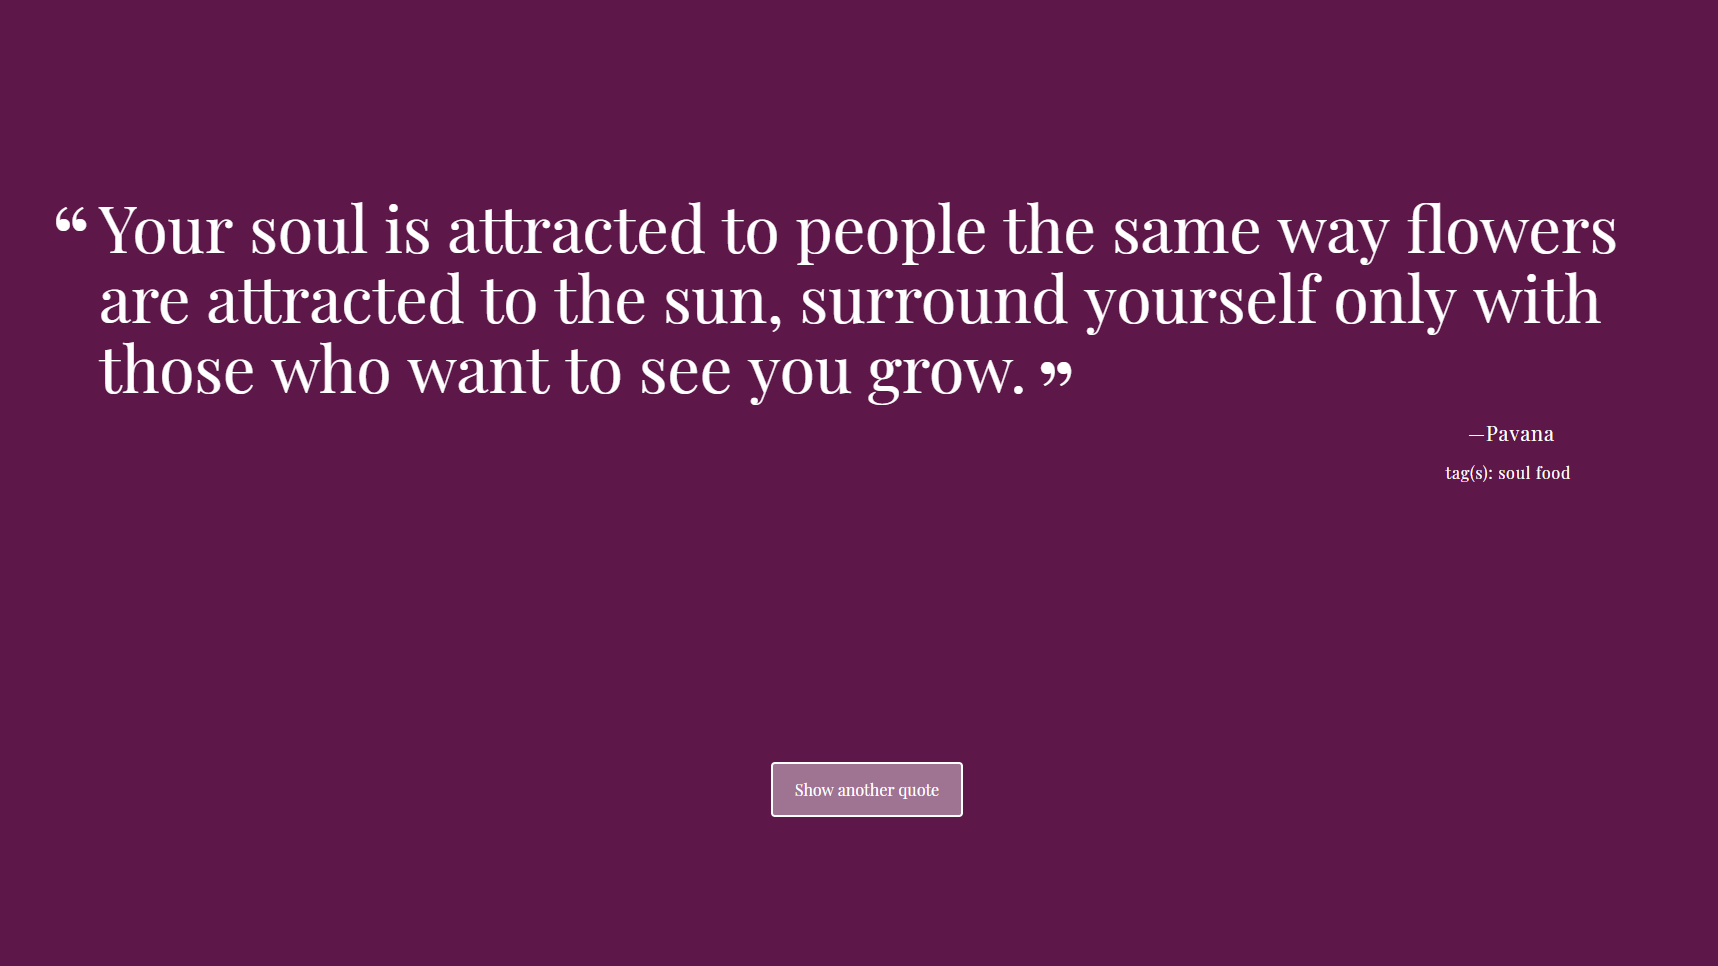 “ Your soul is attracted to people the same way flowers
are attracted to the sun, surround yourself only with
those who want to see you grow. ”
—Pavana
tag(s): soul food
Show another quote